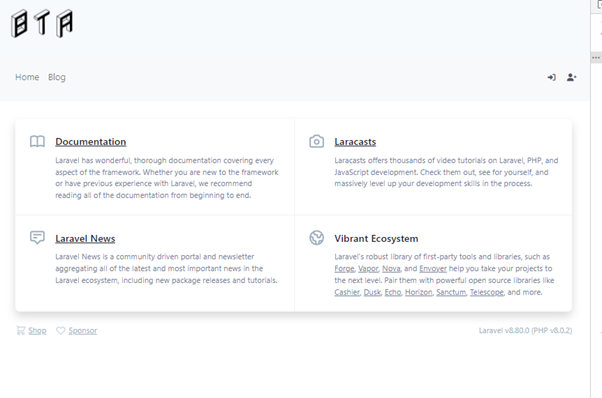 BTA
Home Blog
Documentation
Laravel has wonderful, thorough documentation covering every
aspect of the framework. Whether you are new to the framework
or have previous experience with Laravel, we recommend
reading all of the documentation from beginning to end.
Laracasts
Laracasts offers thousands of video tutorials on Laravel, PHP, and
JavaScript development. Check them out, see for yourself, and
massively level up your development skills in the process.
Laravel News
Laravel News is a community driven portal and newsletter
aggregating all of the latest and most important news in the
Laravel ecosystem, including new package releases and tutorials.
Vibrant Ecosystem
Laravel's robust library of first-party tools and libraries, such as
Forge, Vapor, Nova, and Envoyer help you take your projects to
the next level. Pair them with powerful open source libraries like
Cashier, Dusk, Echo, Horizon, Sanctum, Telescope, and more.
Shop Sponsor
Laravel v8.60.0 (PHP v8.0.2)